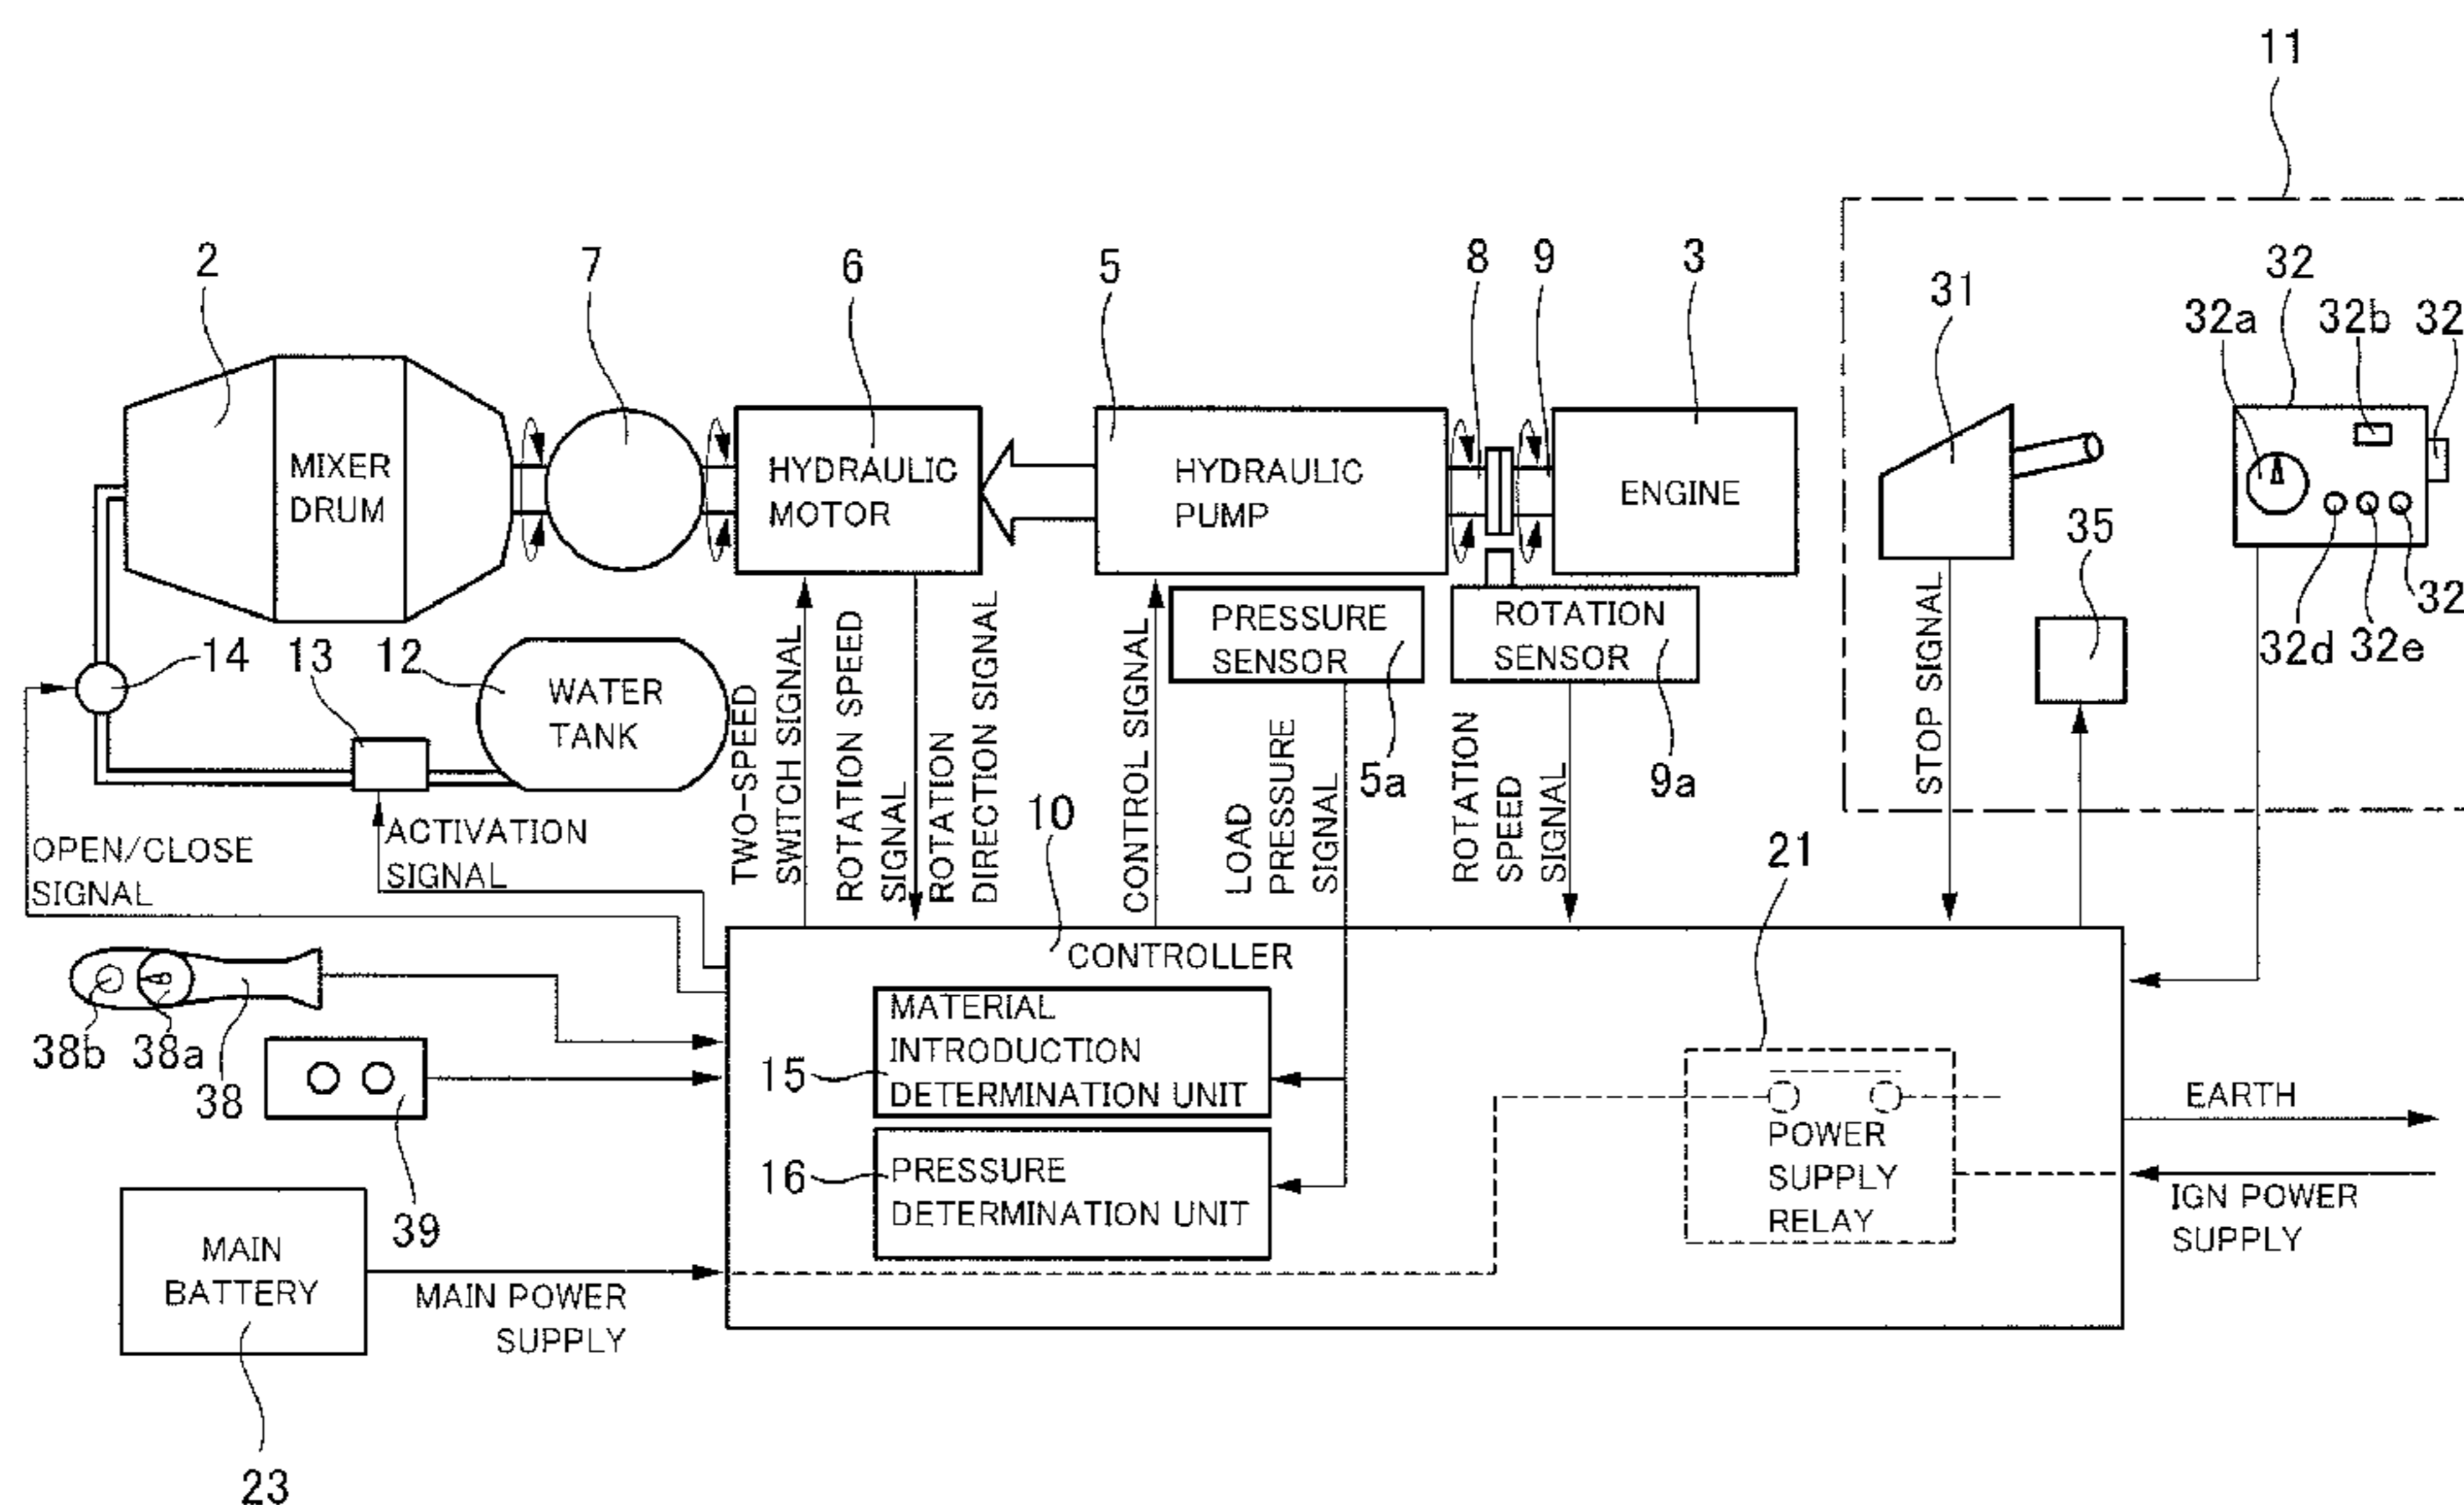 11
2
7
6
5
8
9
3
31
32
32a
32b
32
MIXER
DRUM
HYDRAULIC
MOTOR
HYDRAULIC
PUMP
ENGINE
35
32d
32e
32
14
13
12
WATER
TANK
PRESSURE
SENSOR
5a
ROTATION
SENSOR
9a
OPEN/CLOSE
SIGNAL
ACTIVATION
SIGNAL
TWO-SPEED
SWITCH SIGNAL
ROTATION SPEED
SIGNAL
ROTATION
DIRECTION SIGNAL
CONTROL SIGNAL
LOAD
PRESSURE
SIGNAL
ROTATION
SPEED
SIGNAL
STOP SIGNAL
10
CONTROLLER
21
38b
38a
38
39
15
MATERIAL
INTRODUCTION
DETERMINATION UNIT
16
PRESSURE
DETERMINATION UNIT
POWER
SUPPLY
RELAY
EARTH
IGN POWER
SUPPLY
MAIN
BATTERY
MAIN POWER
SUPPLY
23